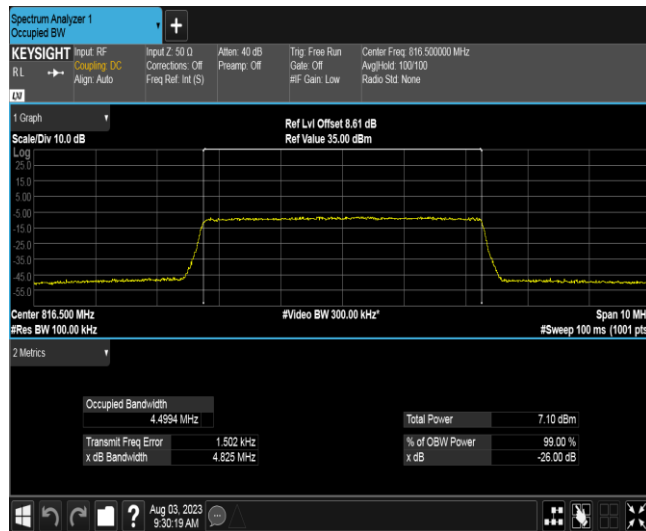 Spectrum Analyzer 1
Occupied BW
KEYSIGHT
RL
LXI
Input: RF
Coupling: DC
Align: Auto
Input Z: 50 Ω
Corrections: Off
Freq Ref: Int (S)
Atten: 40 dB
Preamp: Off
Trig: Free Run
Gate: Off
#IF Gain: Low
Center Freq: 816.500000 MHz
Avg|Hold: 100/100
Radio Std: None
1 Graph
Scale/Div 10.0 dB
Ref Lvl Offset 8.61 dB
Ref Value 35.00 dBm
Log
25.0
15.0
5.00
-5.00
-15.0
-25.0
-35.0
-45.0
-55.0
Center 816.500 MHz
#Res BW 100.00 kHz
#Video BW 300.00 kHz*
Span 10 MH
#Sweep 100 ms (1001 pts
2 Metrics
Occupied Bandwidth
4.4994 MHz
Transmit Freq Error 1.502 kHz
x dB Bandwidth 4.825 MHz
Total Power 7.10 dBm
% of OBW Power 99.00 %
x dB -26.00 dB
?
Aug 03, 2023
9:30:19 AM